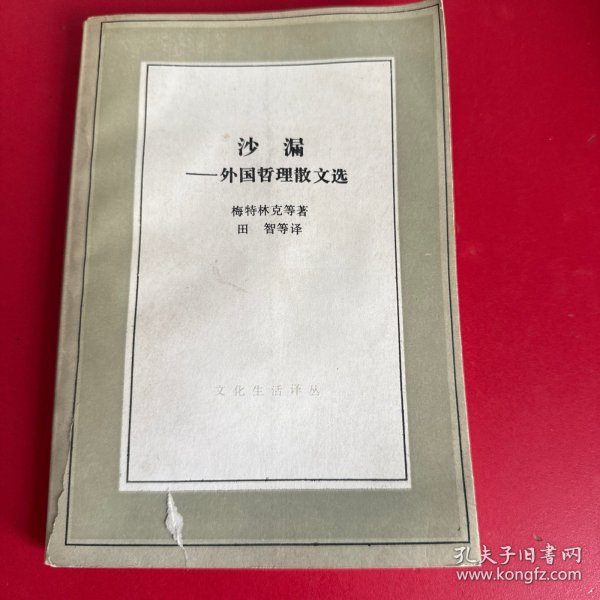 沙漏
——外国哲理散文选
梅特林克等著
田 智等译
文化生活译丛
孔夫子旧书网
www.kongfz.com